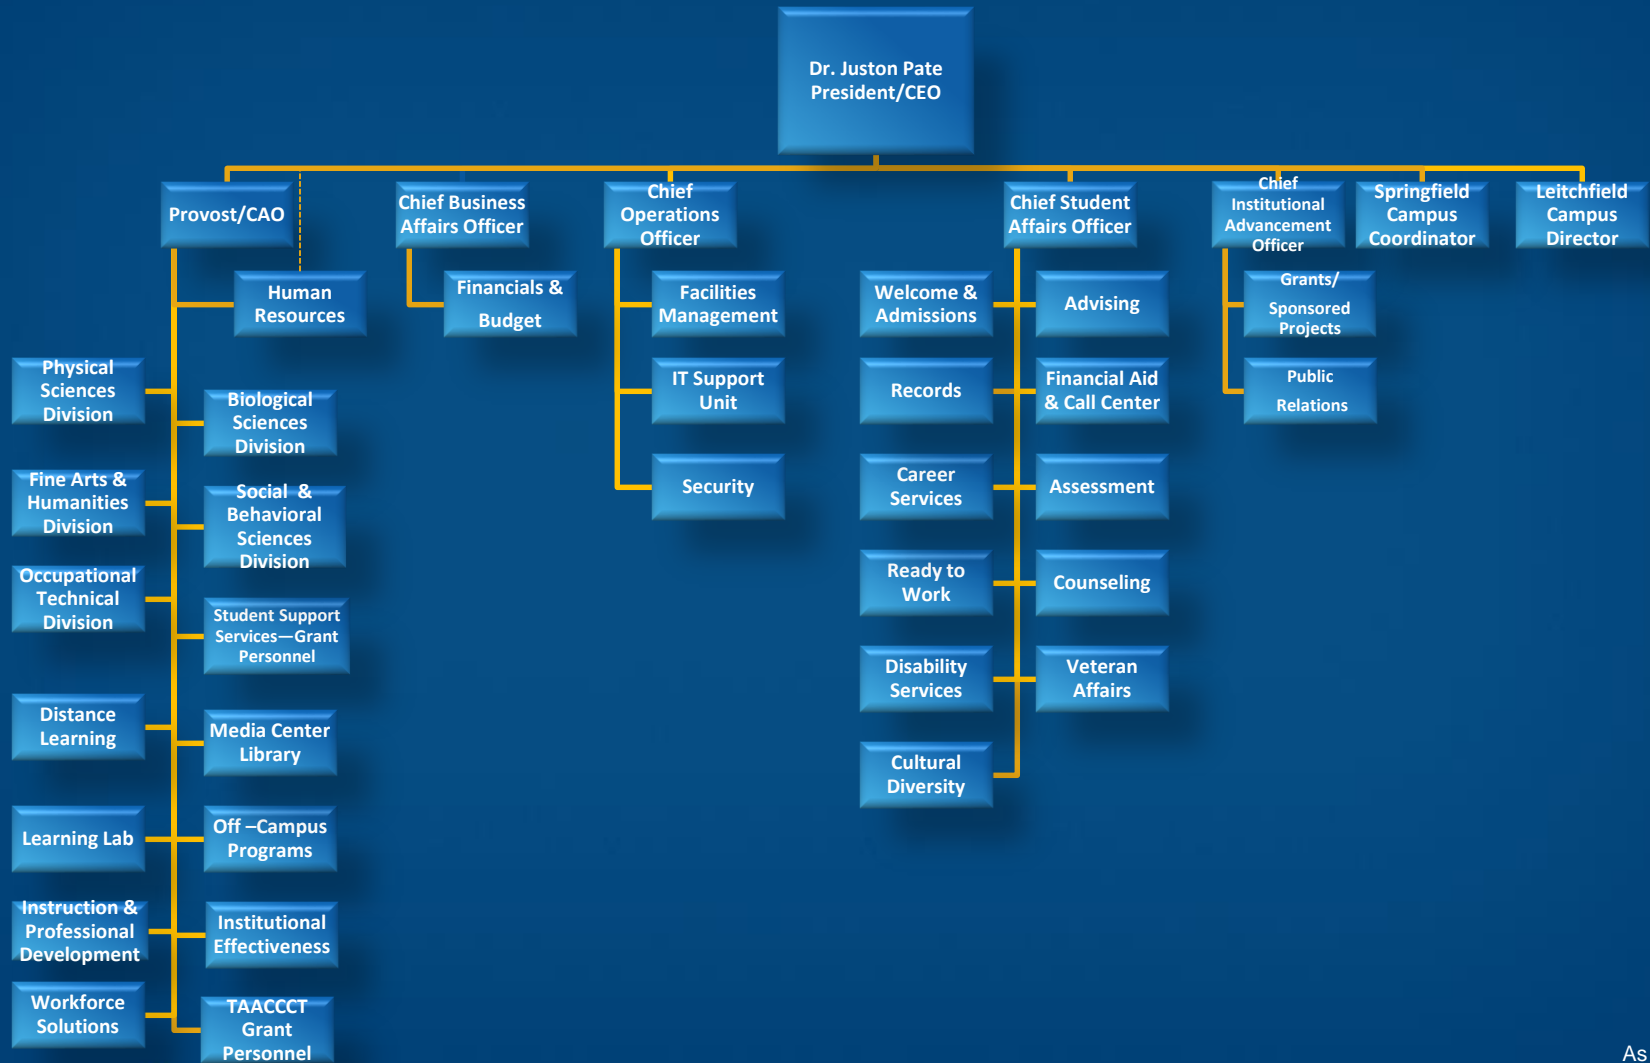 Dr. Juston Pate
President/CEO
Provost/CAO
Chief Business
Affairs Officer
Chief
Operations
Officer
Chief Student
Affairs Officer
Chief
Institutional
Advancement
Officer
Springfield
Campus
Coordinator
Leitchfield
Campus
Director
Human
Resources
Financials &
Budget
Facilities
Management
Welcome &
Admissions
Advising
Grants/
Sponsored
Projects
Physical
Sciences
Division
Biological
Sciences
Division
IT Support
Unit
Records
Financial Aid
& Call Center
Public
Relations
Fine Arts &
Humanities
Division
Social  &
Behavioral
Sciences
Division
Security
Career
Services
Assessment
Occupational
Technical
Division
Student Support
Services—Grant
Personnel
Ready to
Work
Counseling
Distance
Learning
Media Center
Library
Disability
Services
Veteran
Affairs
Cultural
Diversity
Learning Lab
Off –Campus
Programs
Instruction &
Professional
Development
Institutional
Effectiveness
Workforce
Solutions
TAACCCT
Grant
Personnel
As